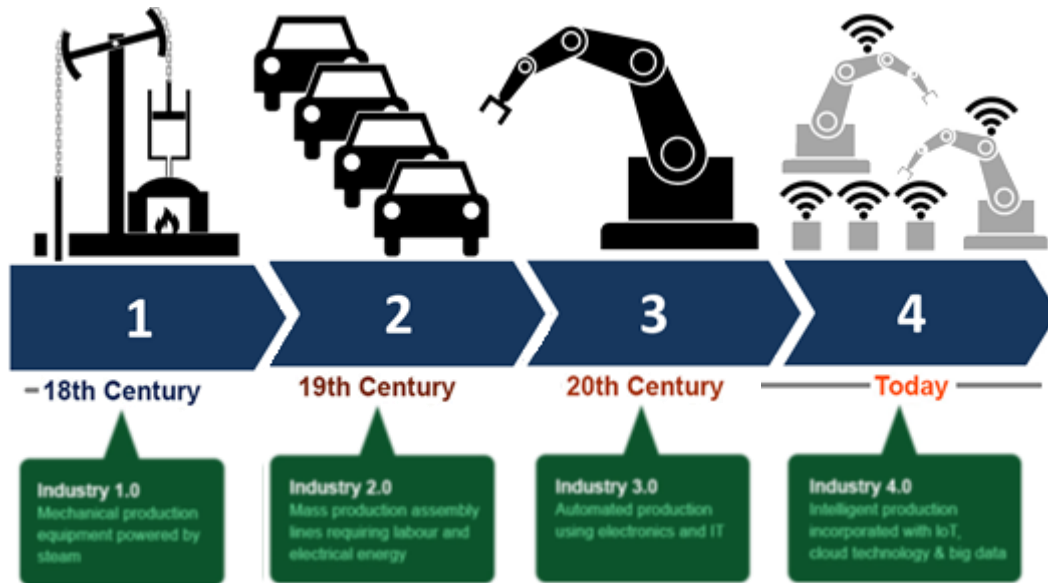 1
2
3
4
18th Century
19th Century
20th Century
Today
Industry 1.0
Mechanical production
equipment powered by
steam
Industry 2.0
Mass production assembly
lines requiring labour and
electrical energy
Industry 3.0
Automated production
using electronics and IT
Industry 4.0
Intelligent production
incorporated with IoT,
cloud technology & big data